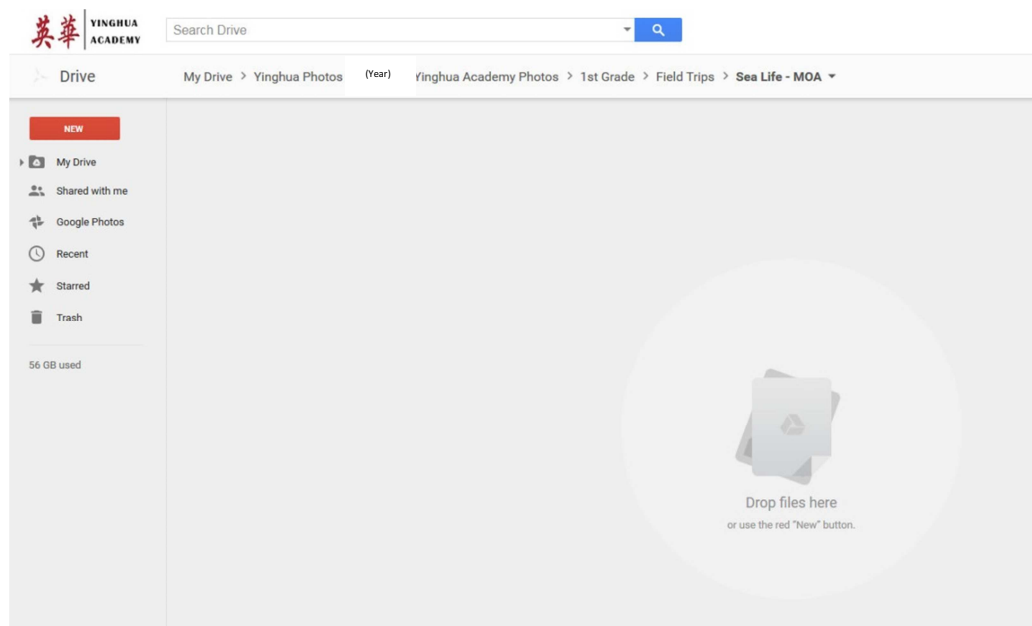 英華 YINGHUA
ACADEMY
Search Drive
Drive
My Drive > Yinghua Photos (Year) Yinghua Academy Photos > 1st Grade > Field Trips > Sea Life - MOA
NEW
My Drive
Shared with me
Google Photos
Recent
Starred
Trash
56 GB used
Drop files here
or use the red "New" button.